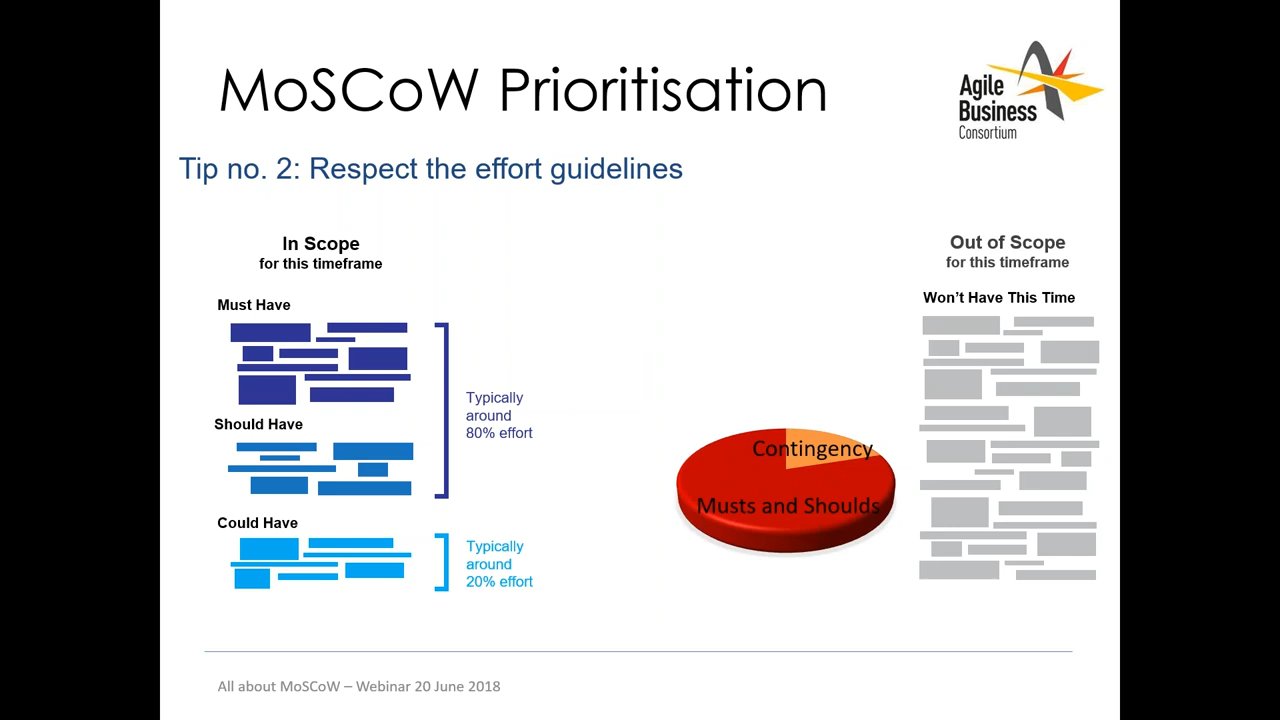 MoSCoW Prioritisation
Agile
Business
Consortium
Tip no. 2: Respect the effort guidelines
In Scope
for this timeframe
Must Have
Should Have
Could Have
Typically
around
80% effort
Typically
around
20% effort
Contingency
Musts and Shoulds
Out of Scope
for this timeframe
Won't Have This Time
All about MoSCoW – Webinar 20 June 2018